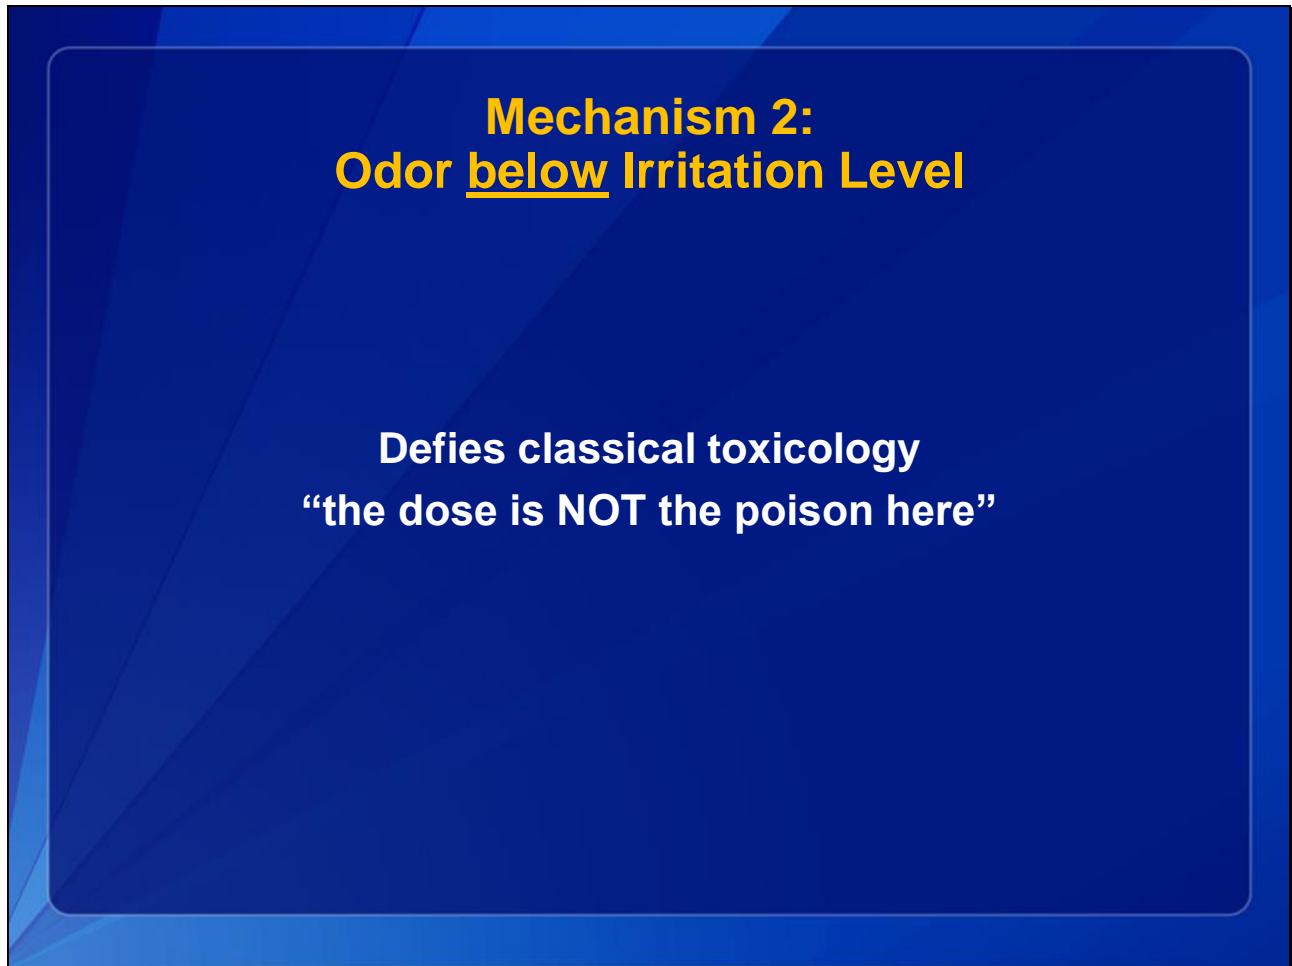 Mechanism 2:
Odor below Irritation Level
Defies classical toxicology
“the dose is NOT the poison here”